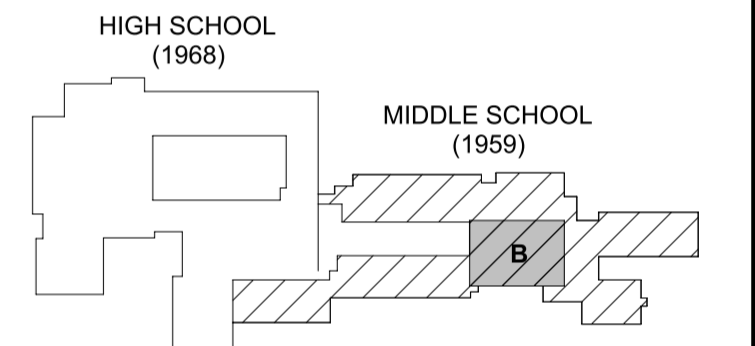 HIGH SCHOOL
(1968)
MIDDLE SCHOOL
(1959)
B